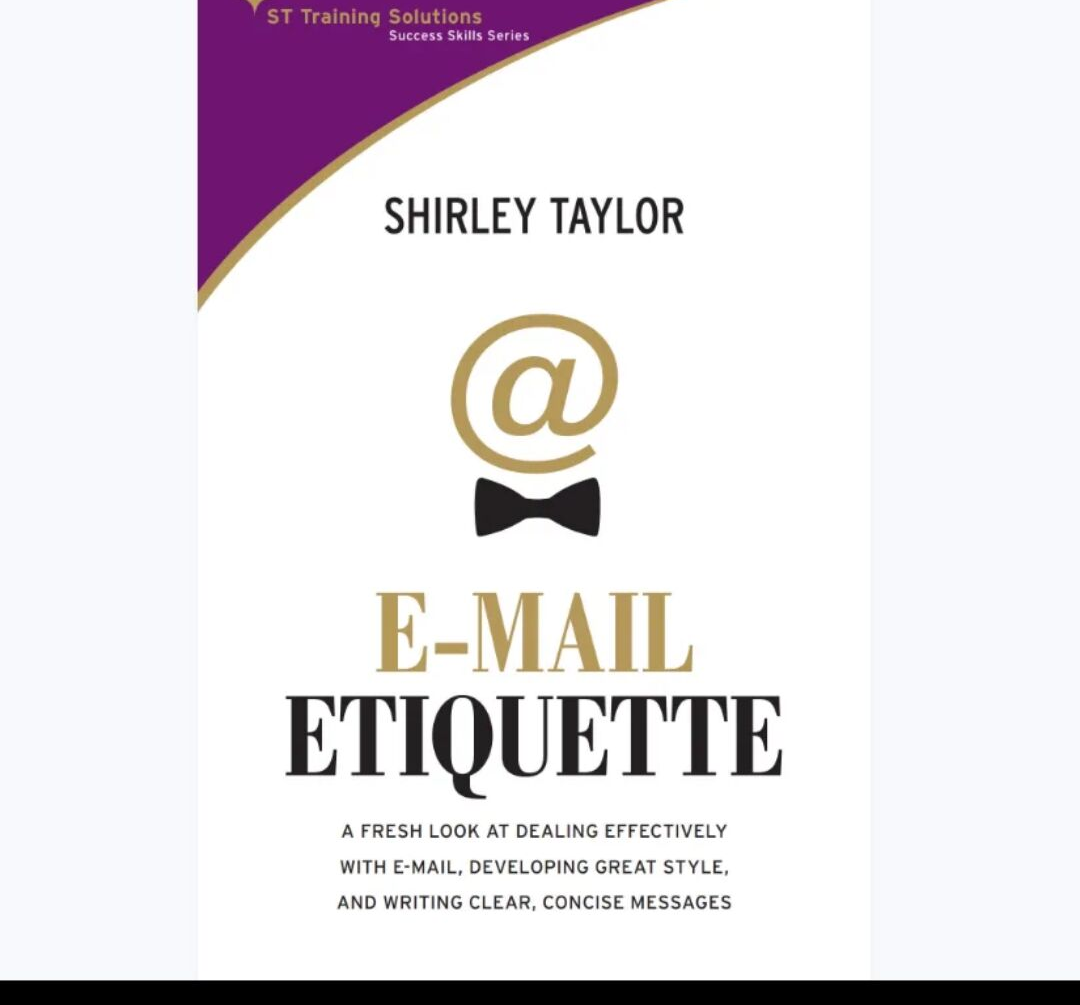 ST Training Solutions
Success Skills Series
SHIRLEY TAYLOR
@
E-MAIL
ETIQUETTE
A FRESH LOOK AT DEALING EFFECTIVELY
WITH E-MAIL, DEVELOPING GREAT STYLE,
AND WRITING CLEAR, CONCISE MESSAGES